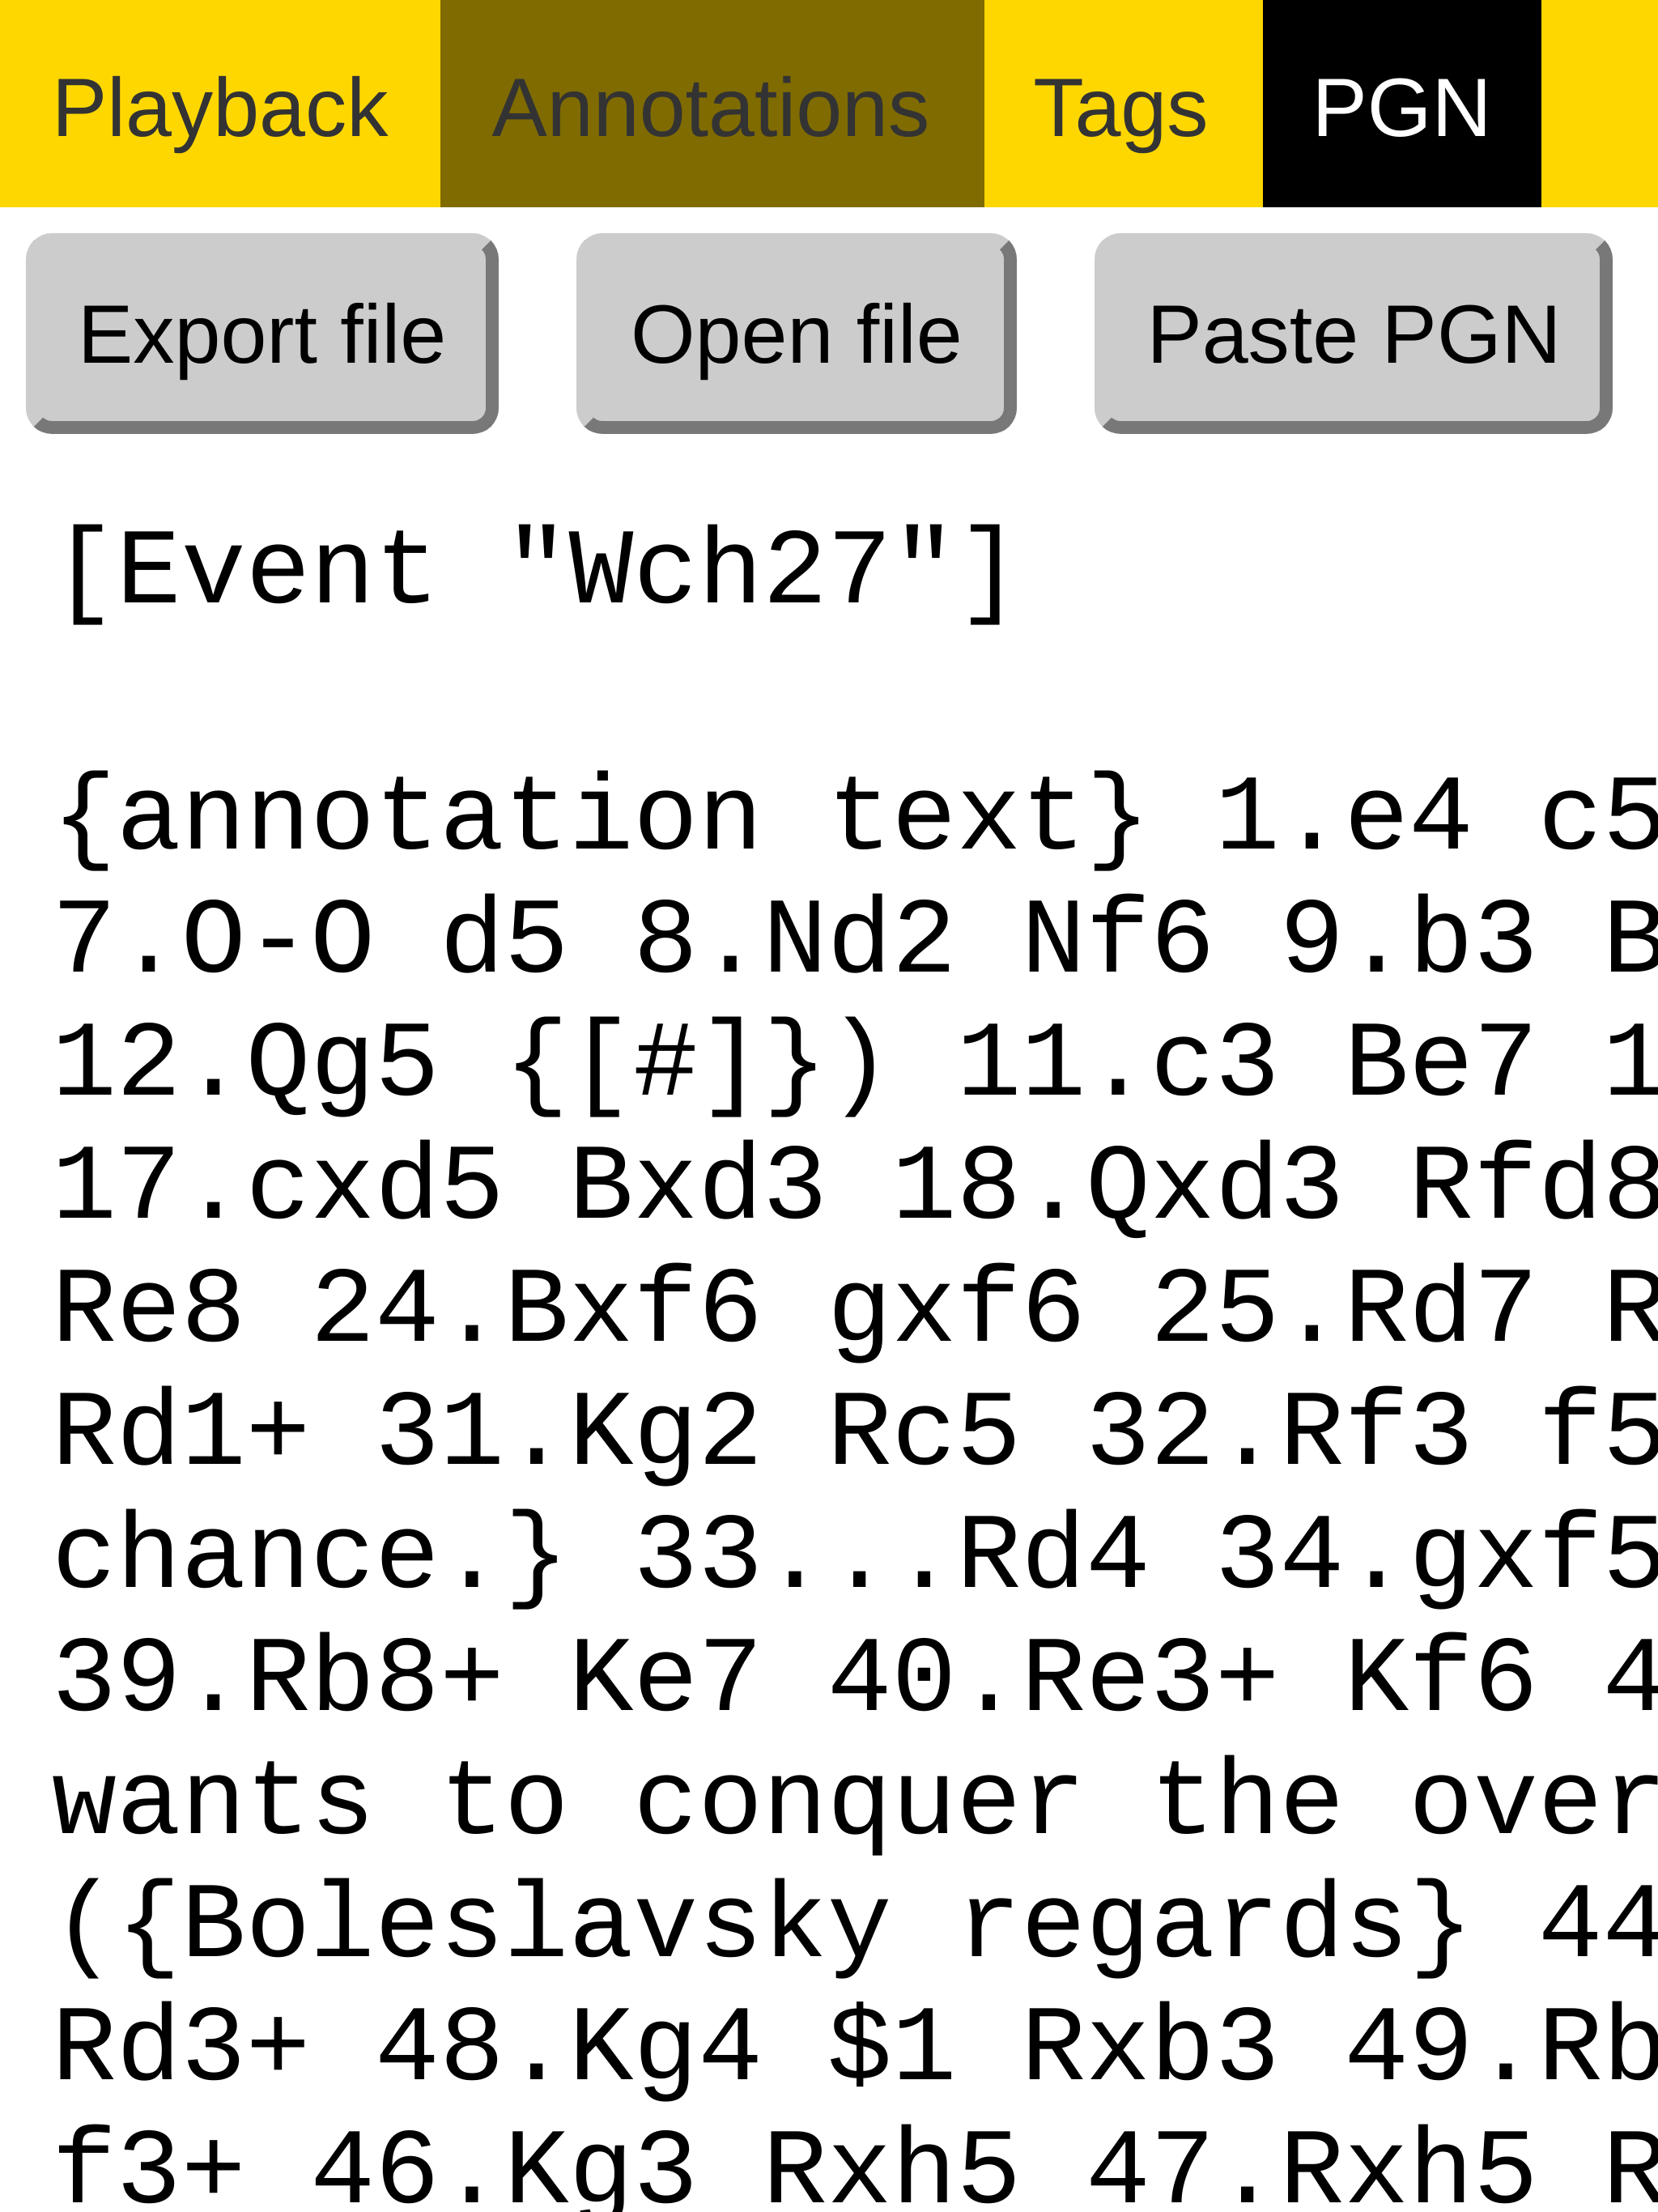 Playback Annotations Tags PGN
Export file Open file Paste PGN
[Event "Wch27"]
{annotation text} 1.e4 c5
7.O-O d5 8.Nd2 Nf6 9.b3 B
12.Qg5 {[#]}) 11.c3 Be7 1
17.cxd5 Bxd3 18.Qxd3 Rfd8
Re8 24.Bxf6 gxf6 25.Rd7 R
Rd1+ 31.Kg2 Rc5 32.Rf3 f5
chance.} 33...Rd4 34.gxf5
39.Rb8+ Ke7 40.Re3+ Kf6 4
wants to conquer the over
({Boleslavsky regards} 44
Rd3+ 48.Kg4 $1 Rxb3 49.Rb
f3+ 46.Kg3 Rxh5 47.Rxh5 R